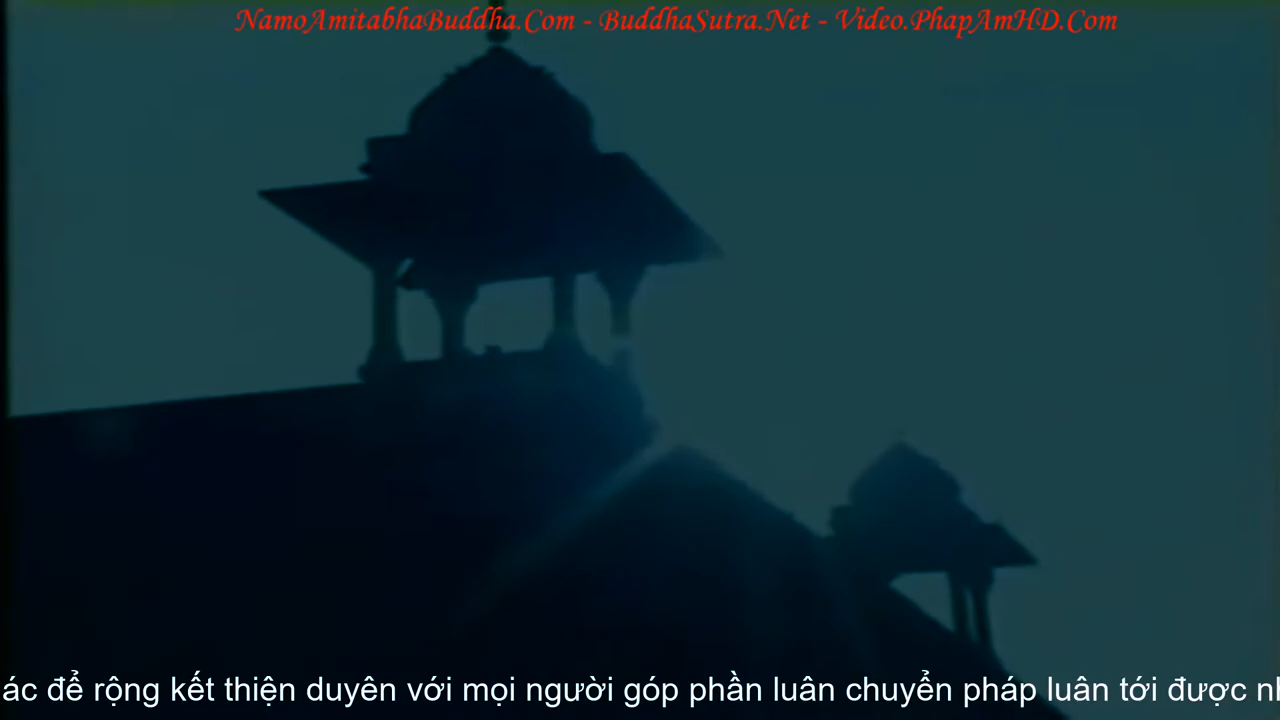 NamoAmitabhaBuddha.Com - BuddhaSutra.Net - Video.PhapAmHD.Com
ác để rộng kết thiện duyên với mọi người góp phần luân chuyển pháp luân tới được nh